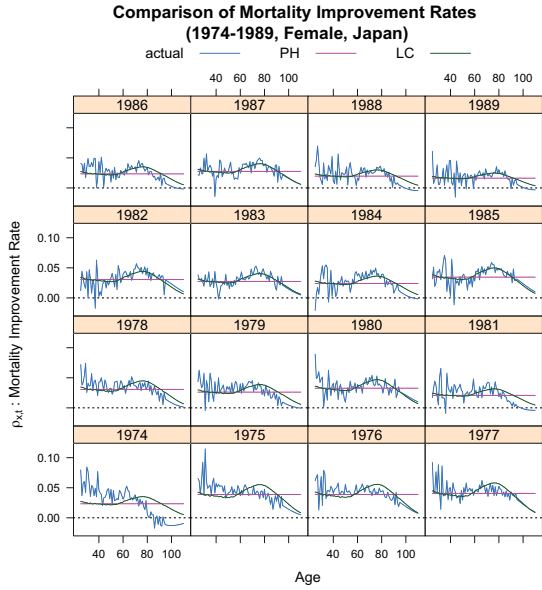 Comparison of Mortality Improvement Rates
(1974-1989, Female, Japan)
actual PH LC
40 60 80 100 40 60 80 100
1986 1987 1988 1989
1982 1983 1984 1985
0.10
0.05
0.00
1978 1979 1980 1981
1974 1975 1976 1977
0.10
0.05
0.00
40 60 80 100 40 60 80 100
ρxt : Mortality Improvement Rate
Age